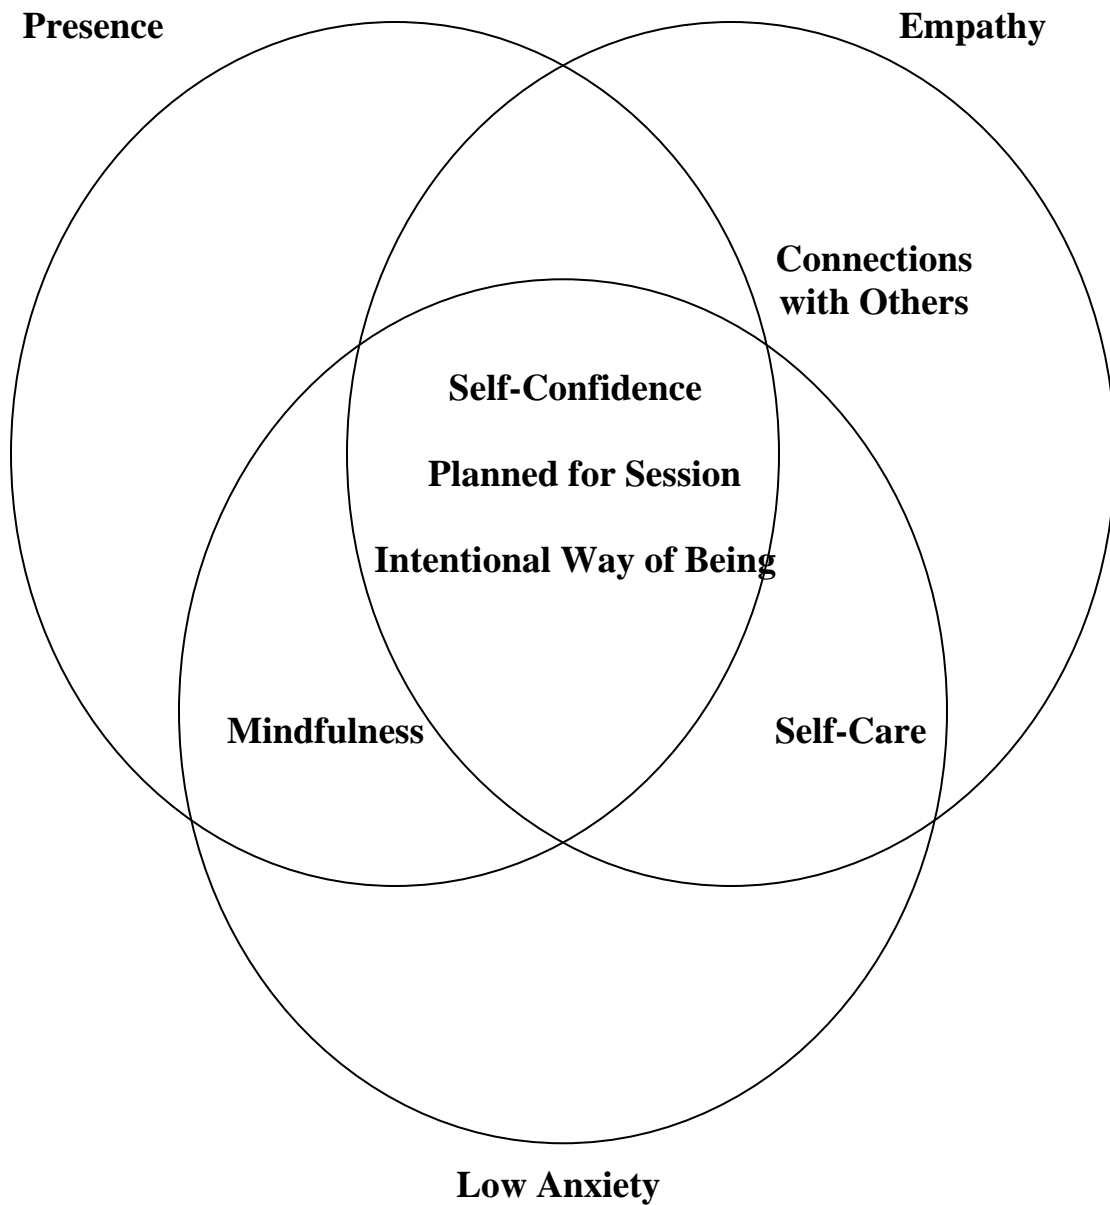 Presence
Empathy
Connections
with Others
Self-Confidence
Planned for Session
Intentional Way of Being
Mindfulness
Self-Care
Low Anxiety